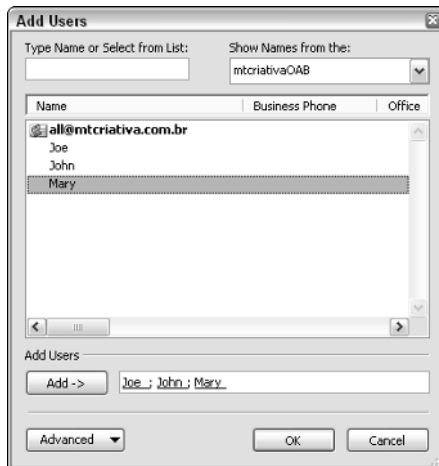 Add Users
Type Name or Select from List: Show Names from the:
mtcriativaOAB
Name Business Phone Office
all@mtcriativa.com.br
Joe
John
Mary
Add Users
Add -> Joe ; John ; Mary
Advanced OK Cancel